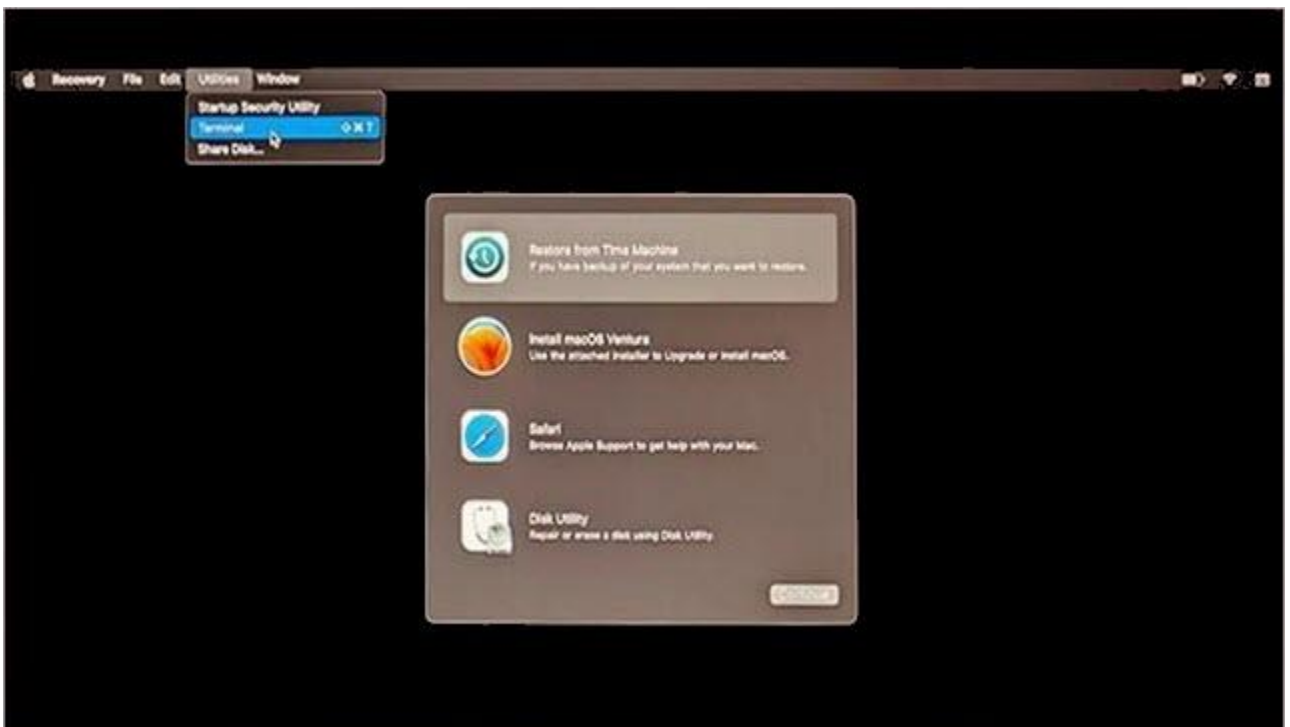 Recovery File Edit Utilities Window
Startup Security Utility
Terminal ⇧⌘T
Share Disk...
Restore from Time Machine
If you have backup of your system that you want to restore.
Install macOS Ventura
Use the attached installer to Upgrade or install macOS.
Safari
Browse Apple Support to get help with your Mac.
Disk Utility
Repair or erase a disk using Disk Utility